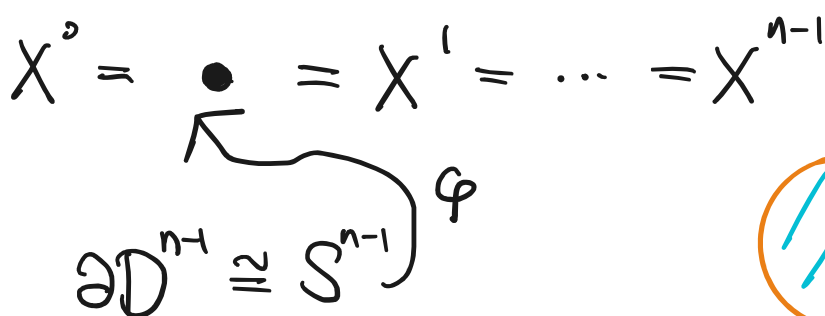 X⁰ = • = X¹ = ... = Xⁿ⁻¹
φ
∂Dⁿ⁻¹ ≅ Sⁿ⁻¹